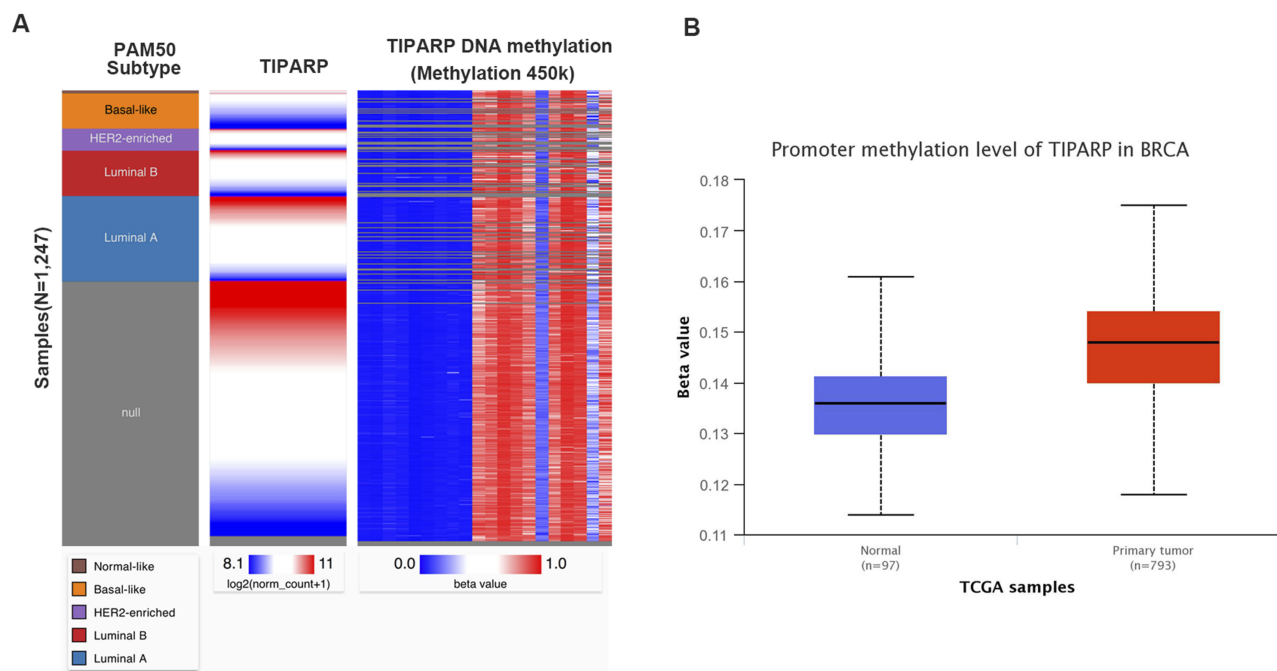 A
PAM50
Subtype
TIPARP
TIPARP DNA methylation
(Methylation 450k)
Samples(N=1,247)
Basal-like
HER2-enriched
Luminal B
Luminal A
null
Normal-like
Basal-like
HER2-enriched
Luminal B
Luminal A
8.1 11
log2(norm_count+1)
0.0 1.0
beta value
B
Promoter methylation level of TIPARP in BRCA
Beta value
0.18
0.17
0.16
0.15
0.14
0.13
0.12
0.11
Normal
(n=97)
Primary tumor
(n=793)
TCGA samples